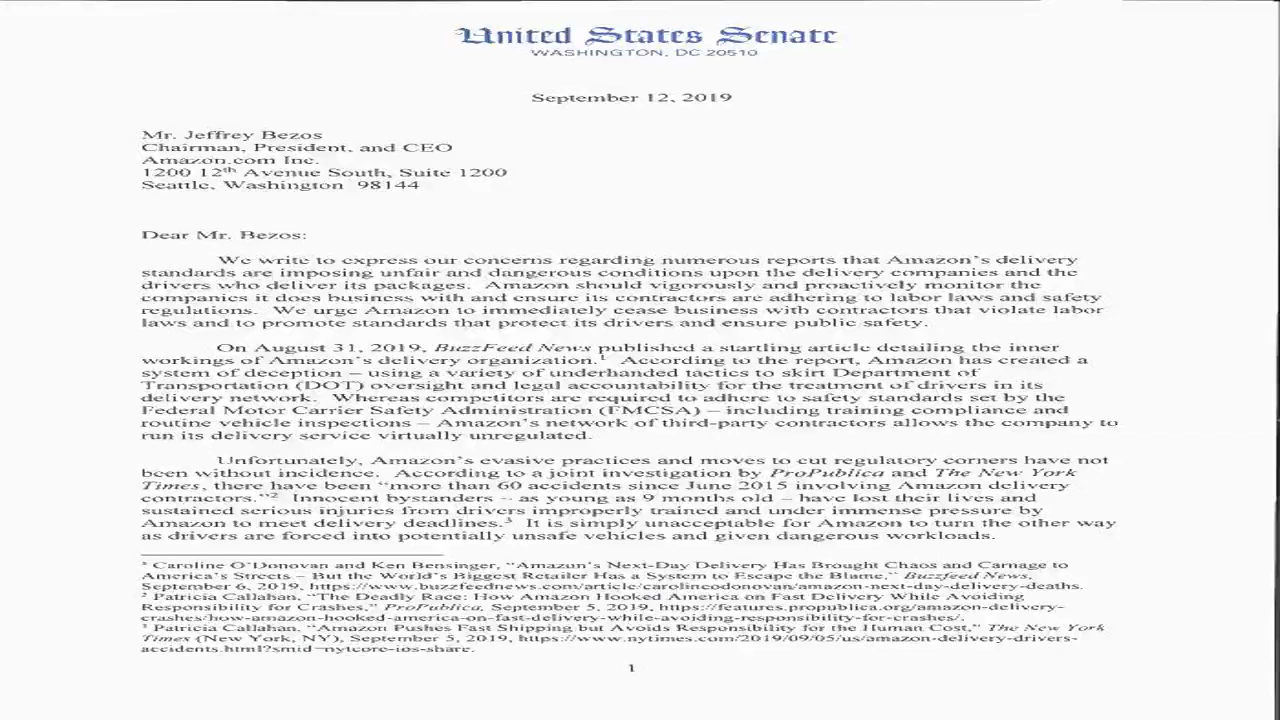 United States Senate
WASHINGTON, DC 20510
September 12, 2019
Mr. Jeffrey Bezos
Chairman, President, and CEO
Amazon.com Inc.
1200 12th Avenue South, Suite 1200
Seattle, Washington 98144
Dear Mr. Bezos:
We write to express our concerns regarding numerous reports that Amazon's delivery
standards are imposing unfair and dangerous conditions upon the delivery companies and the
drivers who deliver its packages. Amazon should vigorously and proactively monitor the
companies it does business with and ensure its contractors are adhering to labor laws and safety
regulations. We urge Amazon to immediately cease business with contractors that violate labor
laws and to promote standards that protect its drivers and ensure public safety.
On August 31, 2019, BuzzFeed News published a startling article detailing the inner
workings of Amazon's delivery organization.1 According to the report, Amazon has created a
system of deception – using a variety of underhanded tactics to skirt Department of
Transportation (DOT) oversight and legal accountability for the treatment of drivers in its
delivery network. Whereas competitors are required to adhere to safety standards set by the
Federal Motor Carrier Safety Administration (FMCSA) – including training compliance and
routine vehicle inspections – Amazon's network of third-party contractors allows the company to
run its delivery service virtually unregulated.
Unfortunately, Amazon's evasive practices and moves to cut regulatory corners have not
been without incidence. According to a joint investigation by ProPublica and The New York
Times, there have been "more than 60 accidents since June 2015 involving Amazon delivery
contractors."2 Innocent bystanders – as young as 9 months old – have lost their lives and
sustained serious injuries from drivers improperly trained and under immense pressure by
Amazon to meet delivery deadlines.3 It is simply unacceptable for Amazon to turn the other way
as drivers are forced into potentially unsafe vehicles and given dangerous workloads.
1 Caroline O'Donovan and Ken Bensinger, "Amazon's Next-Day Delivery Has Brought Chaos and Carnage to
America's Streets – But the World's Biggest Retailer Has a System to Escape the Blame," Buzzfeed News,
September 6, 2019, https://www.buzzfeednews.com/article/carolineodonovan/amazon-next-day-delivery-deaths.
2 Patricia Callahan, "The Deadly Race: How Amazon Hooked America on Fast Delivery While Avoiding
Responsibility for Crashes," ProPublica, September 5, 2019, https://features.propublica.org/amazon-delivery-
crashes/how-amazon-hooked-america-on-fast-delivery-while-avoiding-responsibility-for-crashes/.
3 Patricia Callahan, "Amazon Pushes Fast Shipping but Avoids Responsibility for the Human Cost," The New York
Times (New York, NY), September 5, 2019, https://www.nytimes.com/2019/09/05/us/amazon-delivery-drivers-
accidents.html?smid=nytcore-ios-share.
1